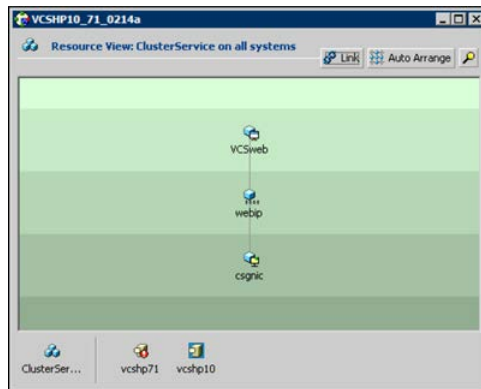 VCSHP10_71_0214a
Resource View: ClusterService on all systems
Link
Auto Arrange
VCSweb
webip
csgnic
ClusterSer...
vcshp71
vcshp10